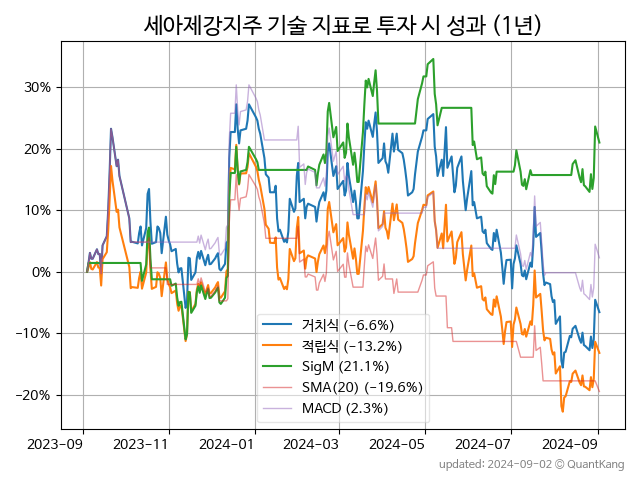 세아제강지주 기술 지표로 투자 시 성과 (1년)
30%
20%
10%
0%
−10%
−20%
거치식 (−6.6%)
적립식 (−13.2%)
SigM (21.1%)
SMA(20) (−19.6%)
MACD (2.3%)
2023-09
2023-11
2024-01
2024-03
2024-05
2024-07
2024-09
updated: 2024-09-02 © QuantKang